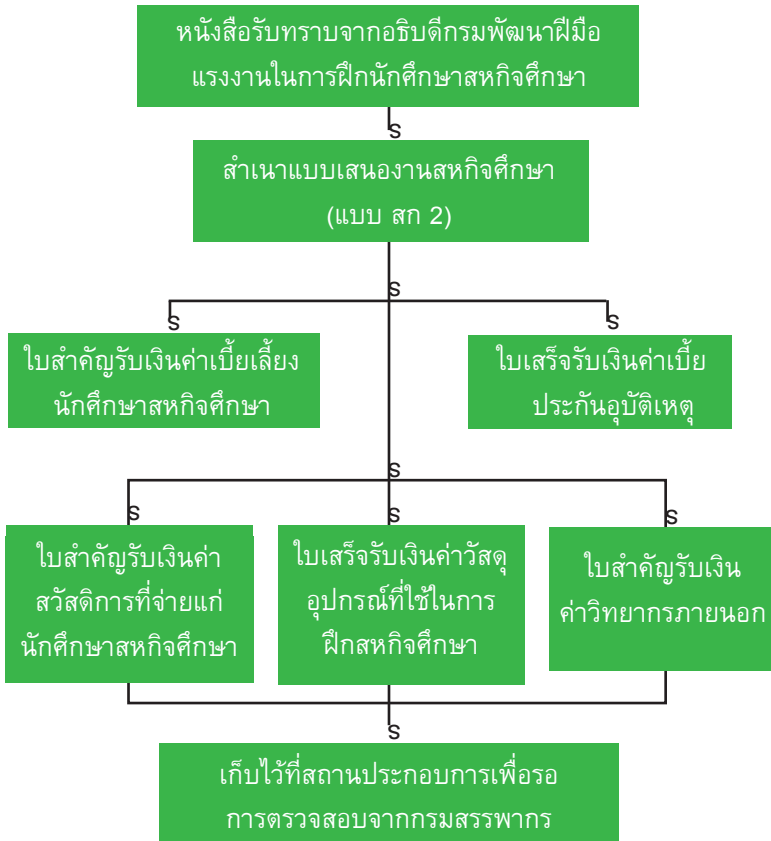 หนังสือรับทราบจากอธิบดีกรมพัฒนาฝีมือ
แรงงานในการฝึกนักศึกษาสหกิจศึกษา
s
สำเนาแบบเสนองานสหกิจศึกษา
(แบบ สก 2)
s
s
s
ใบสำคัญรับเงินค่าเบี้ยเลี้ยง
นักศึกษาสหกิจศึกษา
ใบเสร็จรับเงินค่าเบี้ย
ประกันอุบัติเหตุ
s
s
s
s
ใบสำคัญรับเงินค่า
สวัสดิการที่จ่ายแก่
นักศึกษาสหกิจศึกษา
ใบเสร็จรับเงินค่าวัสดุ
อุปกรณ์ที่ใช้ในการ
ฝึกสหกิจศึกษา
ใบสำคัญรับเงิน
ค่าวิทยากรภายนอก
s
เก็บไว้ที่สถานประกอบการเพื่อรอ
การตรวจสอบจากกรมสรรพากร